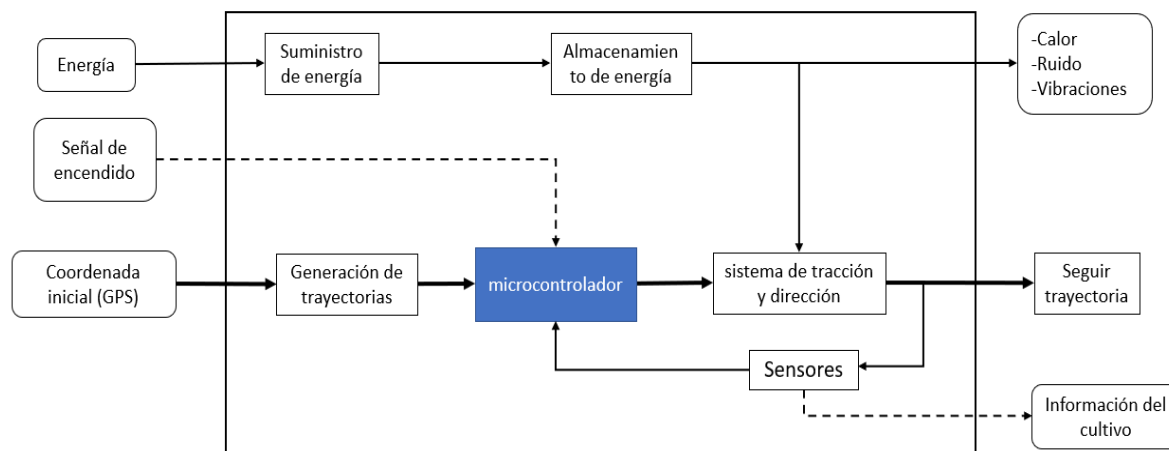 Energía
Suministro
de energía
Almacenamien
to de energía
-Calor
-Ruido
-Vibraciones
Señal de
encendido
Coordenada
inicial (GPS)
Generación de
trayectorias
microcontrolador
sistema de tracción
y dirección
Seguir
trayectoria
Sensores
Información del
cultivo